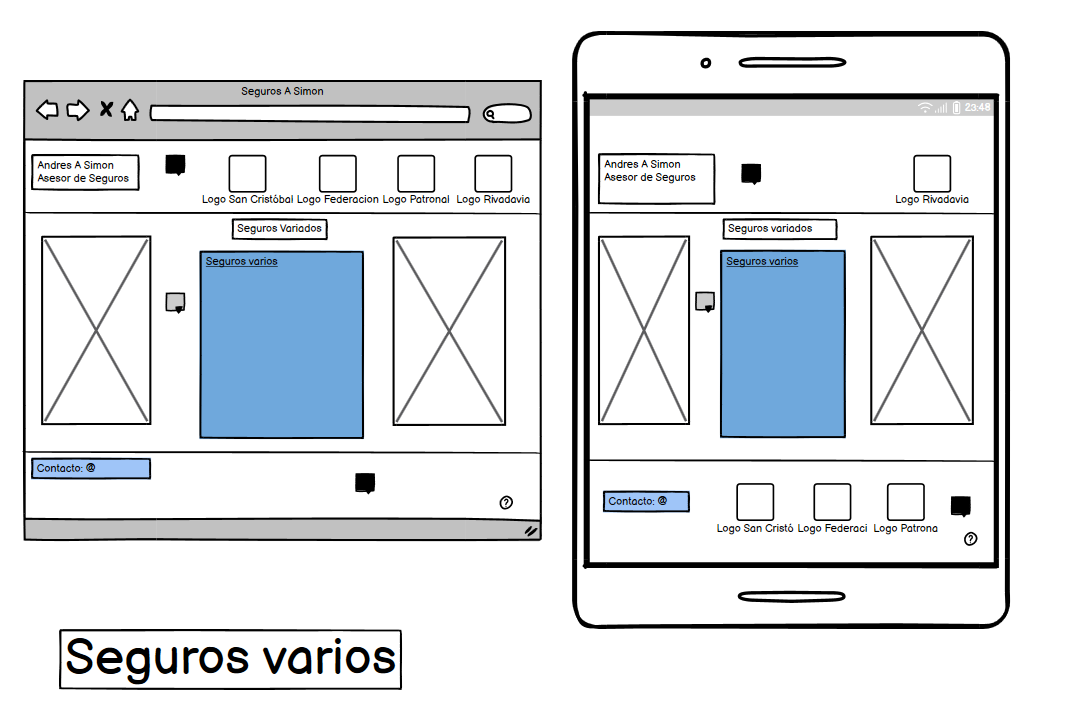 Seguros A Simon
Andres A Simon
Asesor de Seguros
Logo San Cristóbal
Logo Federacion
Logo Patronal
Logo Rivadavia
Seguros Variados
Seguros varios
Contacto: @
?
23:48
Andres A Simon
Asesor de Seguros
Logo Rivadavia
Seguros variados
Seguros varios
Contacto: @
Logo San Cristó
Logo Federaci
Logo Patrona
?
Seguros varios